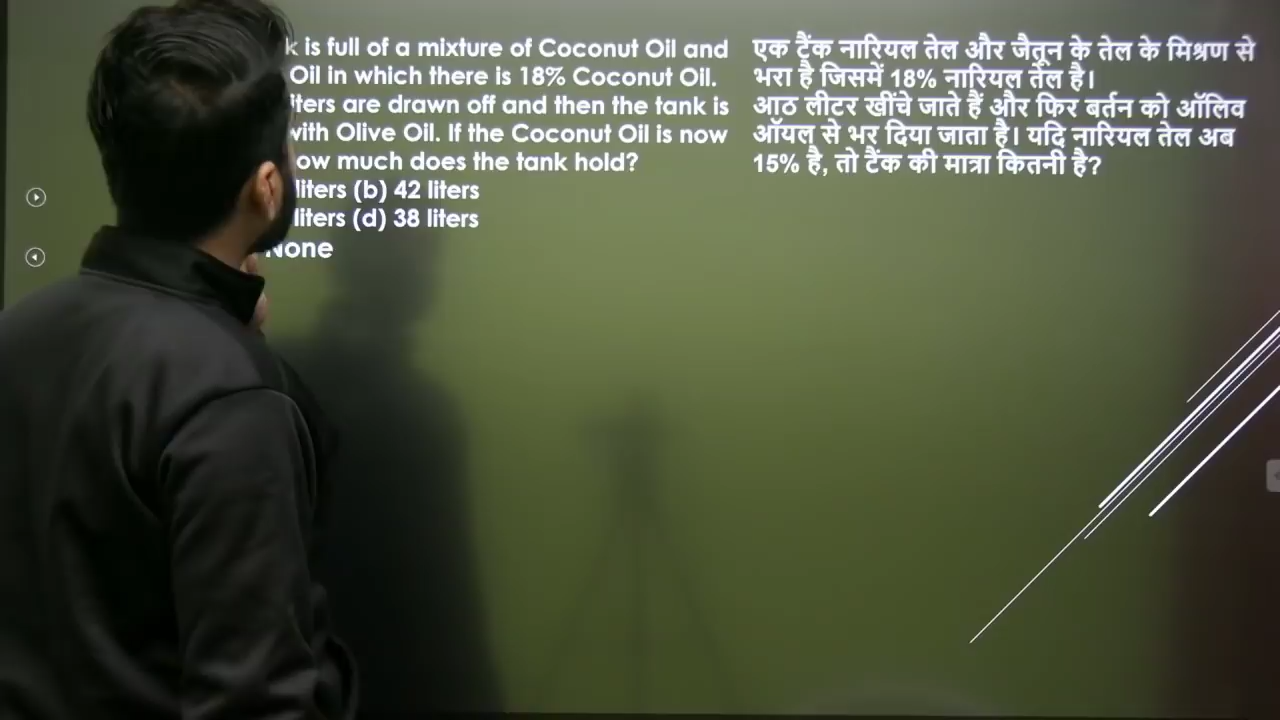 k is full of a mixture of Coconut Oil and
Oil in which there is 18% Coconut Oil.
are drawn off and then the tank is
with Olive Oil. If the Coconut Oil is now
much does the tank hold?
liters (b) 42 liters
liters (d) 38 liters
None
एक टैंक नारियल तेल और जैतून के तेल के मिश्रण से
भरा है जिसमें 18% नारियल तेल है।
आठ लीटर खींचे जाते हैं और फिर बर्तन को ऑलिव
ऑयल से भर दिया जाता है। यदि नारियल तेल अब
15% है, तो टैंक की मात्रा कितनी है?